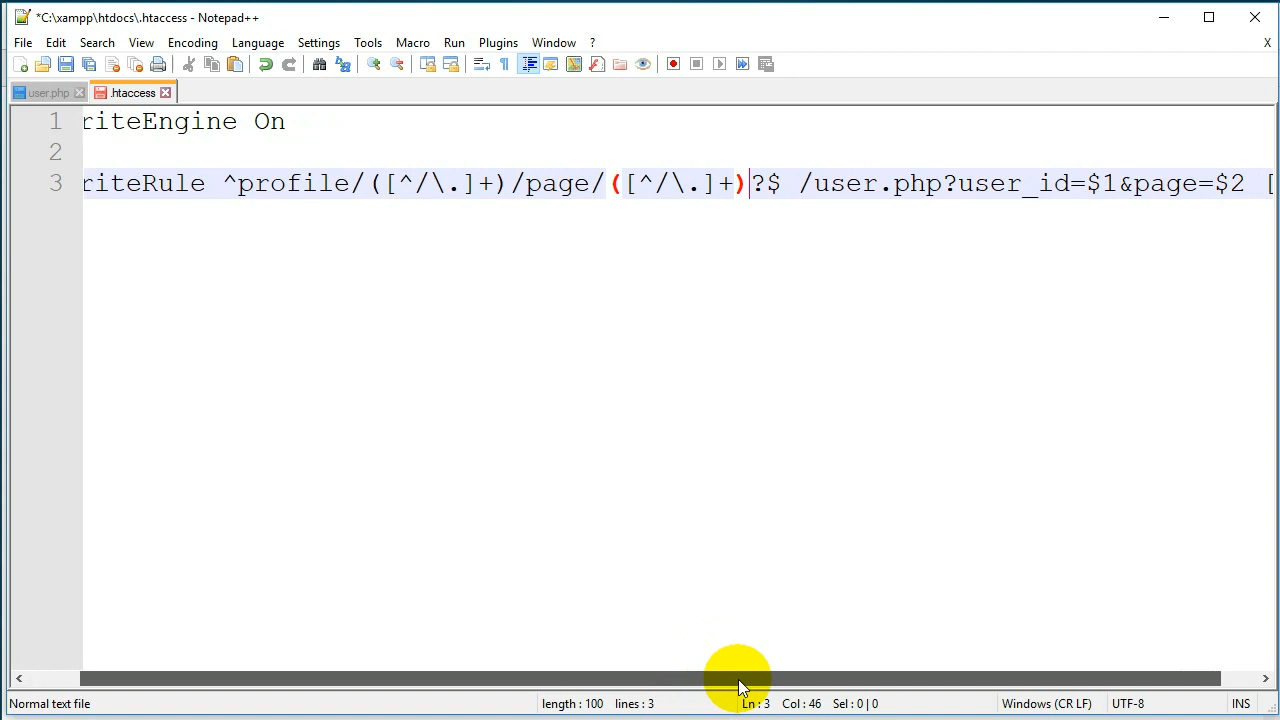 *C:\xampp\htdocs\.htaccess - Notepad++
File Edit Search View Encoding Language Settings Tools Macro Run Plugins Window ? X
user.php .htaccess
1 riteEngine On
2
3 riteRule ^profile/([^/\.]+)/page/([^/\.]+)?$ /user.php?user_id=$1&page=$2 [
Normal text file length : 100 lines : 3 Ln : 3 Col : 46 Sel : 0 | 0 Windows (CR LF) UTF-8 INS